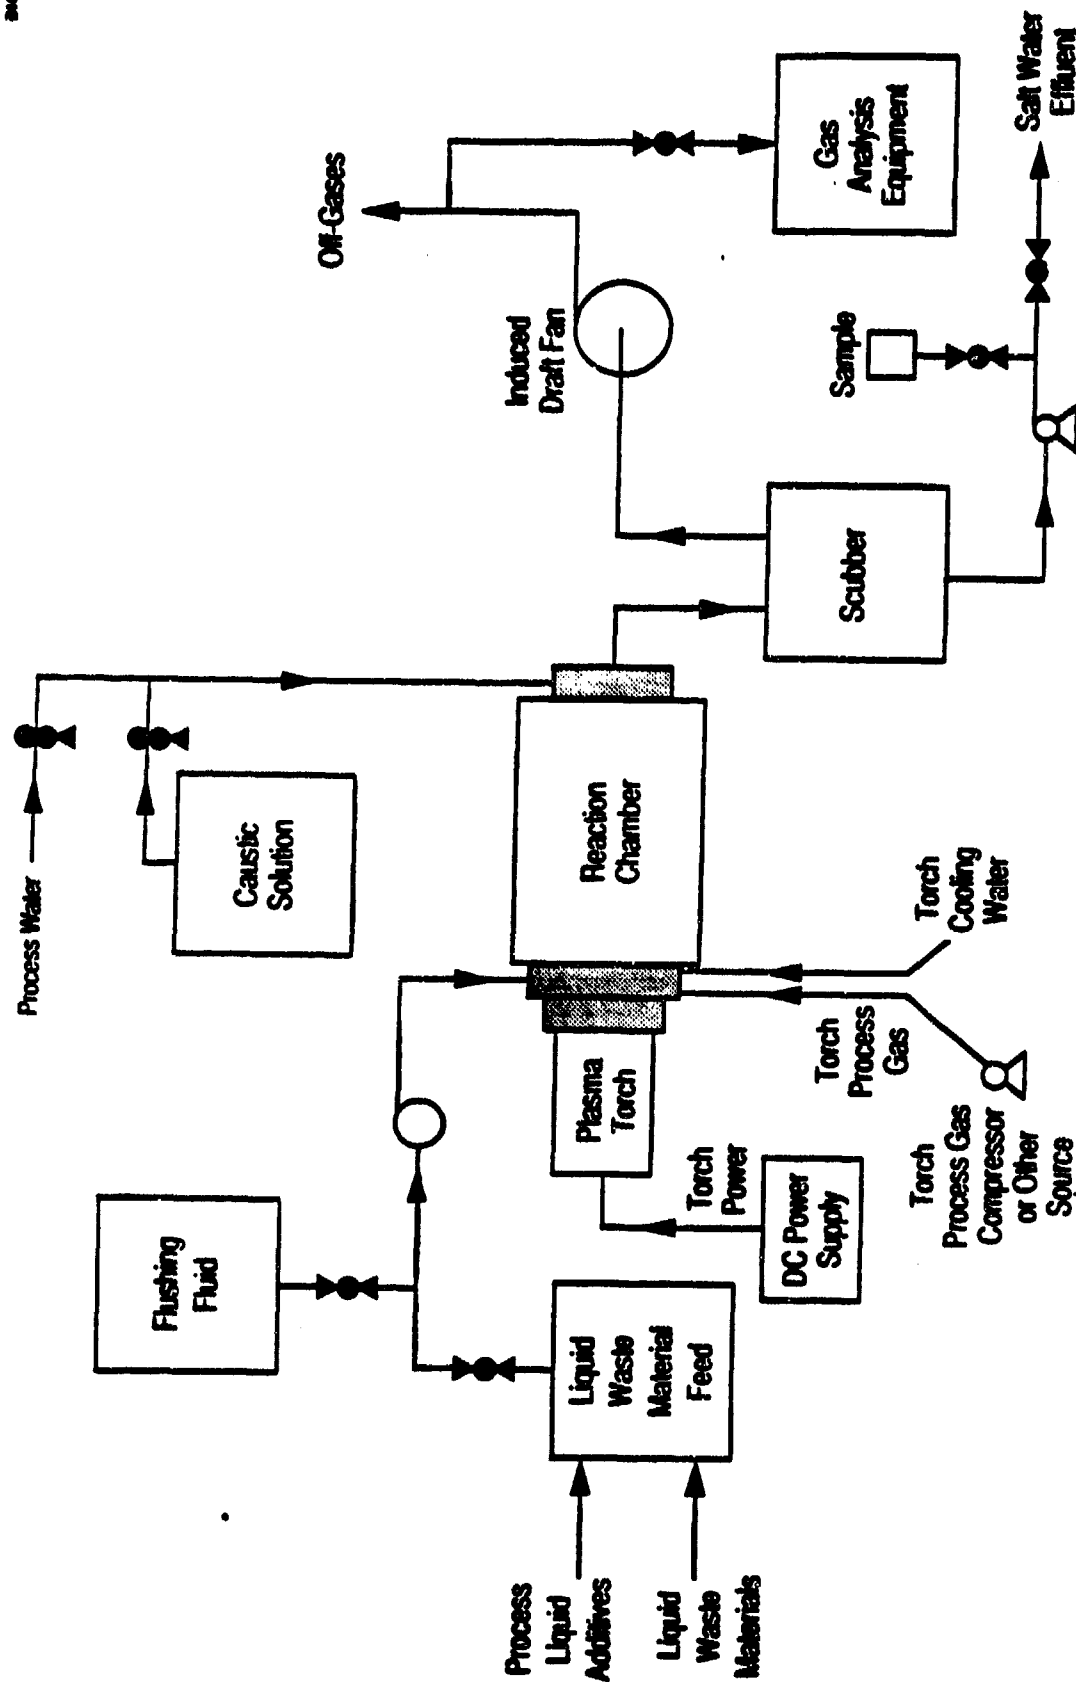 Process Water
Caustic
Solution
Flushing
Fluid
Process
Liquid
Additives
Liquid
Waste
Materials
Liquid
Waste
Material
Feed
DC Power
Supply
Torch
Power
Plasma
Torch
Torch
Process
Gas
Torch
Process Gas
Compressor
or Other
Source
Torch
Cooling
Water
Reaction
Chamber
Scubber
Induced
Draft Fan
Off-Gases
Gas
Analysis
Equipment
Sample
Salt Water
Effluent